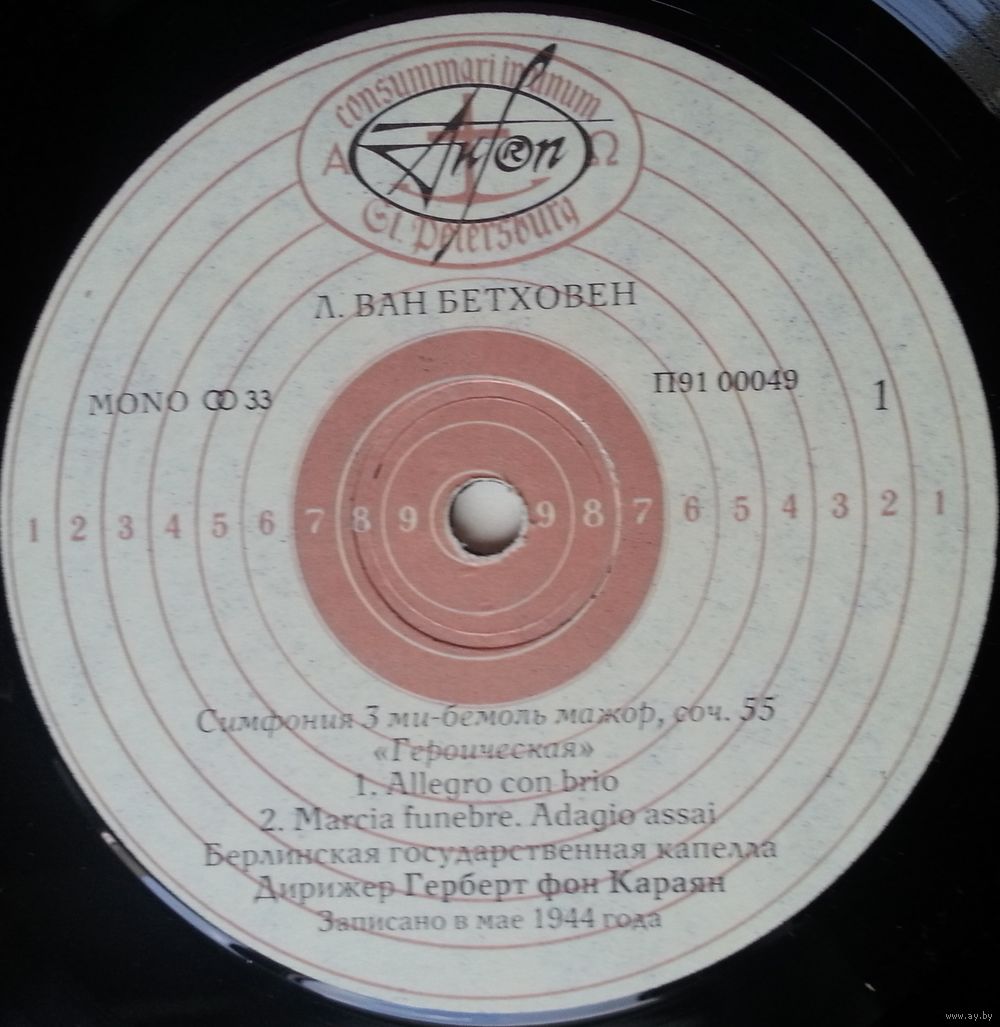 consummari in unum
Α Ω
AnTon
®
St. Petersburg
Л. ВАН БЕТХОВЕН
MONO 33
П91 00049
1
1 2 3 4 5 6 7 8 9 9 8 7 6 5 4 3 2 1
Симфония 3 ми-бемоль мажор, соч. 55
«Героическая»
1. Allegro con brio
2. Marcia funebre. Adagio assai
Берлинская государственная капелла
Дирижер Герберт фон Караян
Записано в мае 1944 года
www.ay.by